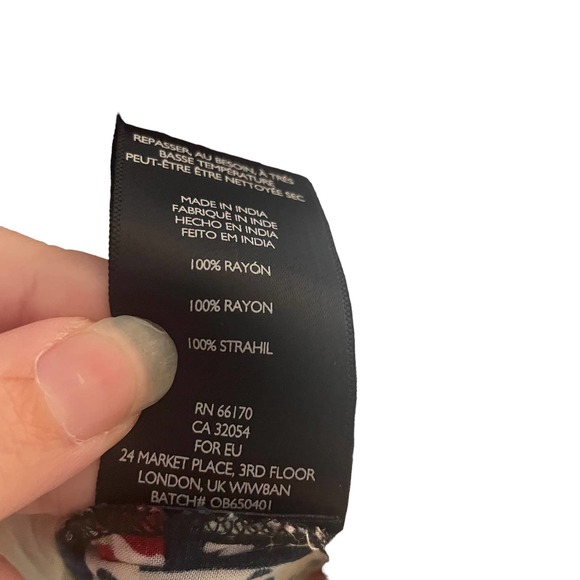 REPASSER, AU BESOIN, À TRÉS
BASSE TEMPÉRATURE
PEUT-ÊTRE ÊTRE NETTOYÉE SEC
MADE IN INDIA
FABRIQUÉ IN INDE
HECHO EN INDIA
FEITO EM INDIA
100% RAYÓN
100% RAYON
100% STRAHIL
RN 66170
CA 32054
FOR EU
24 MARKET PLACE, 3RD FLOOR
LONDON, UK W1W8AN
BATCH# OB650401